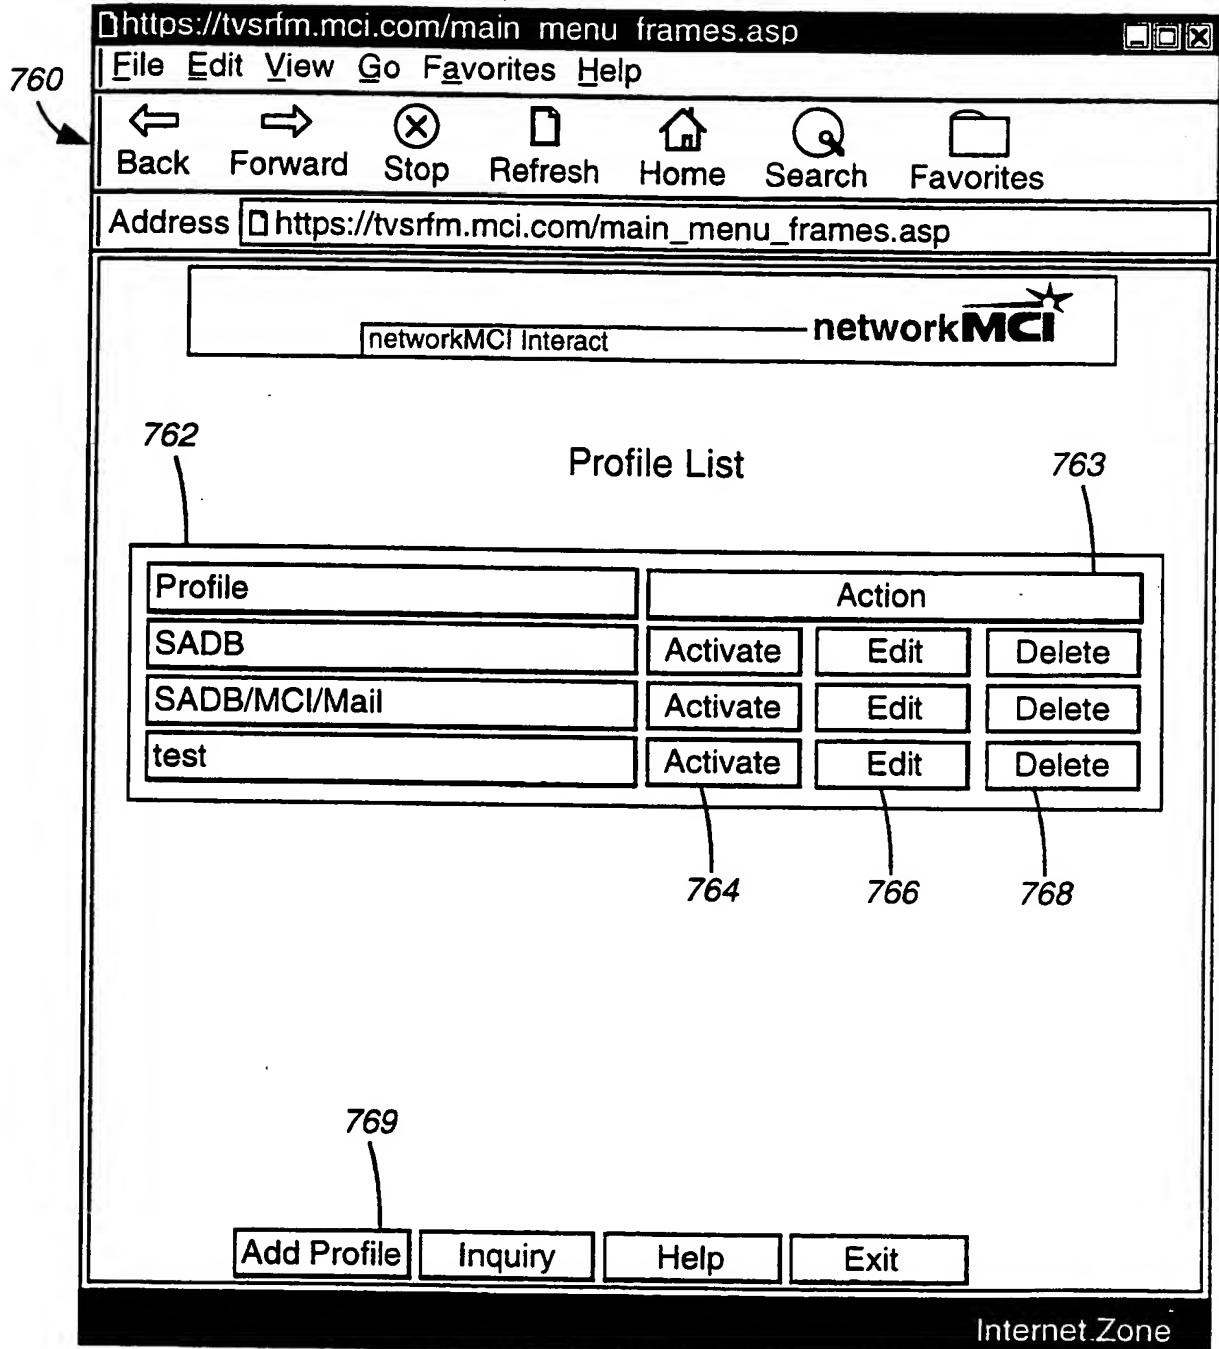 https://tvsrfm.mci.com/main menu frames.asp
File Edit View Go Favorites Help
760
Back Forward Stop Refresh Home Search Favorites
Address https://tvsrfm.mci.com/main_menu_frames.asp
networkMCI Interact
networkMCI
762
Profile List
763
Profile Action
SADB Activate Edit Delete
SADB/MCI/Mail Activate Edit Delete
test Activate Edit Delete
764 766 768
769
Add Profile Inquiry Help Exit
Internet.Zone